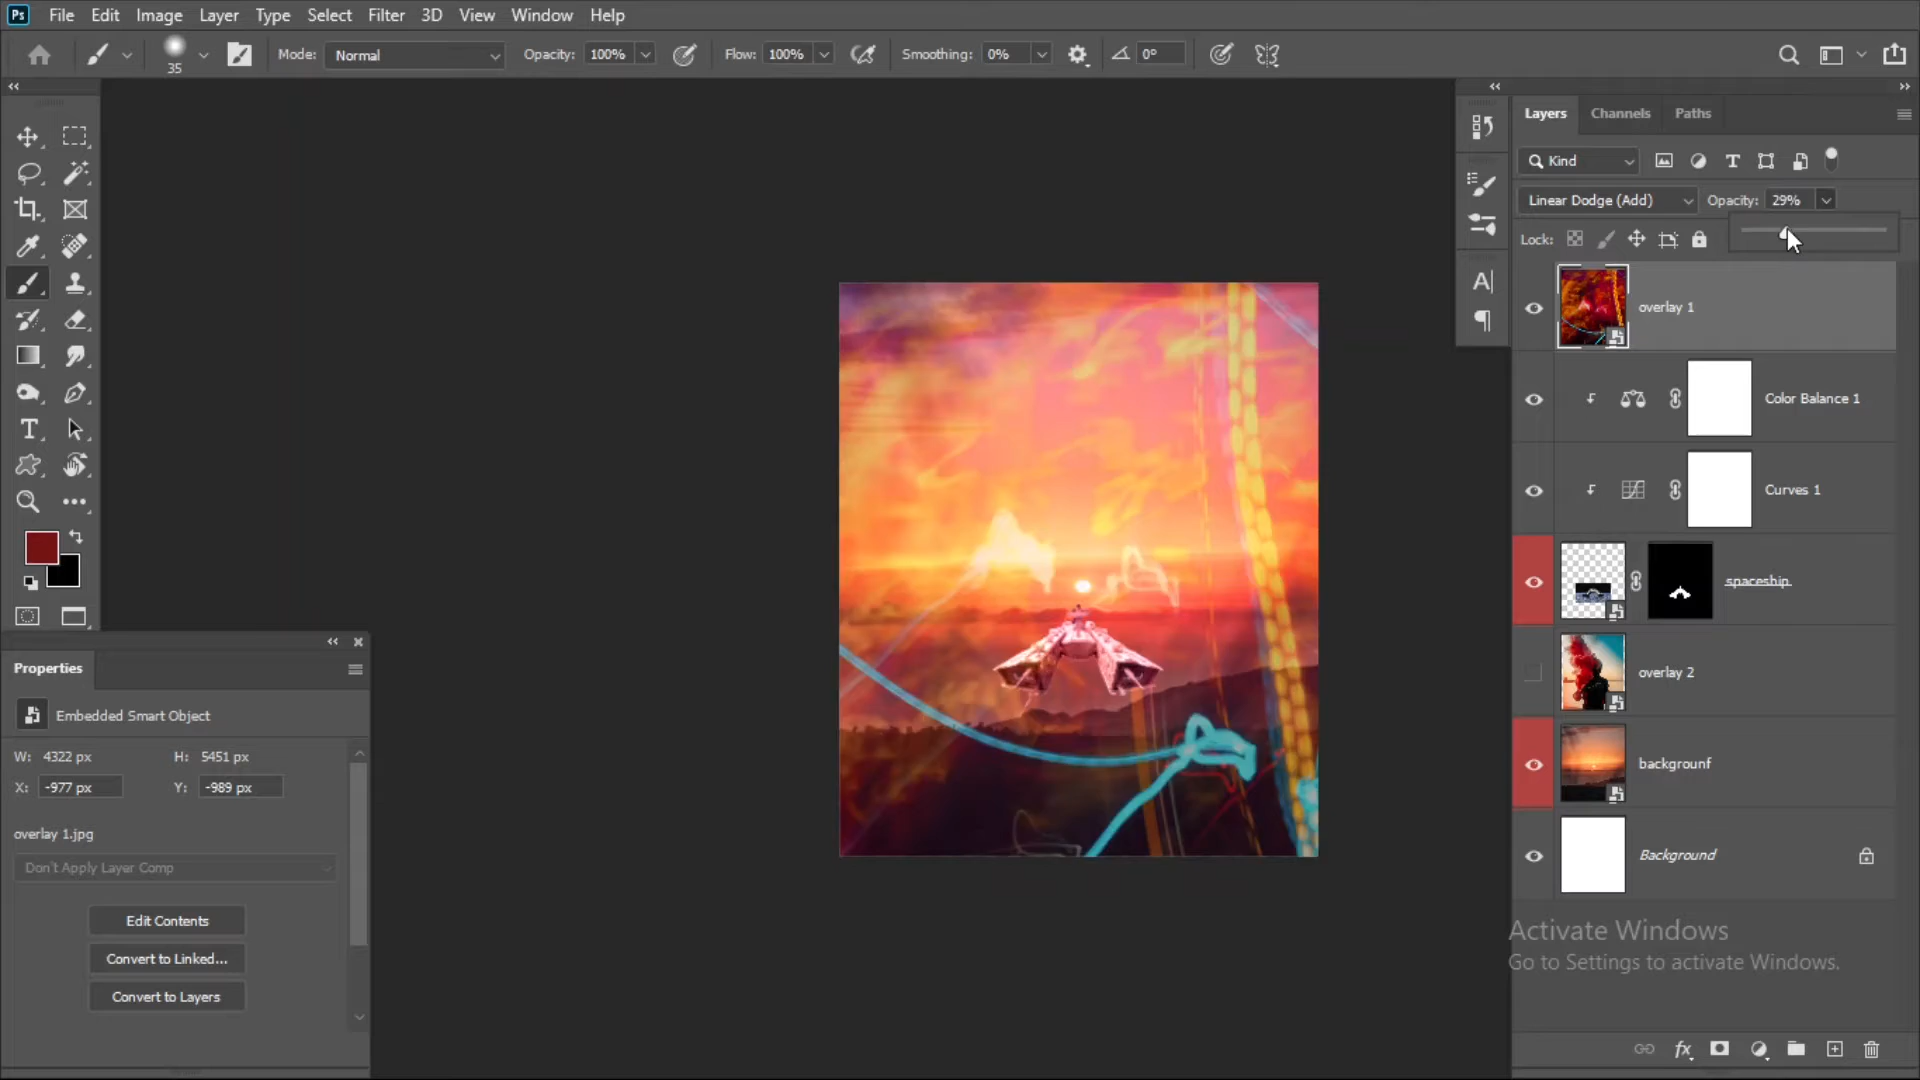 Ps File Edit Image Layer Type Select Filter 3D View Window Help
35 Mode: Normal Opacity: 100% Flow: 100% Smoothing: 0% 0°
Layers Channels Paths
Kind
Linear Dodge (Add) Opacity: 29%
Lock:
overlay 1
Color Balance 1
Curves 1
spaceship
overlay 2
backgrounf
Background
Properties
Embedded Smart Object
W: 4322 px H: 5451 px
X: -977 px Y: -989 px
overlay 1.jpg
Don't Apply Layer Comp
Edit Contents
Convert to Linked...
Convert to Layers
Activate Windows
Go to Settings to activate Windows.